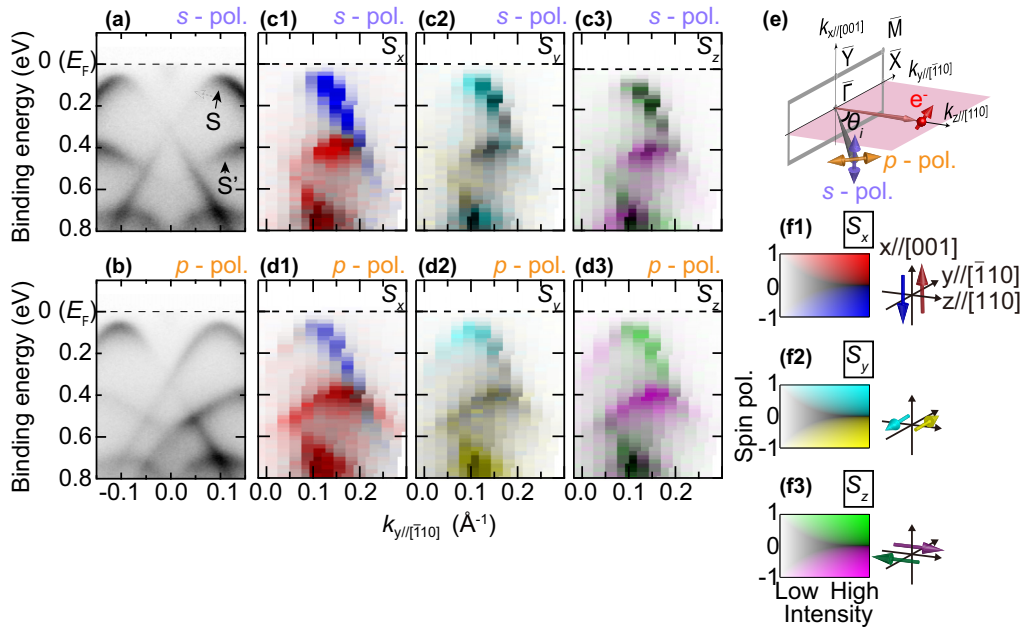 (a) s - pol.
(c1) s - pol.
(c2) s - pol.
(c3) s - pol.
(e)
Binding energy (eV)
0 (EF)
0.2
0.4
0.6
0.8
S
S'
Sx
Sy
Sz
kx//[001]
M̅
Y̅
X̅
Γ̅
ky//[1̅10]
kz//[110]
e-
θi
p - pol.
s - pol.
(b) p - pol.
(d1) p - pol.
(d2) p - pol.
(d3) p - pol.
Binding energy (eV)
0 (EF)
0.2
0.4
0.6
0.8
Sx
Sy
Sz
-0.1 0.0 0.1
0.0 0.1 0.2
0.0 0.1 0.2
0.0 0.1 0.2
ky//[1̅10] (Å-1)
(f1) Sx
x//[001]
y//[1̅10]
z//[110]
1
0
-1
(f2) Sy
1
0
-1
Spin pol.
(f3) Sz
1
0
-1
Low High
Intensity